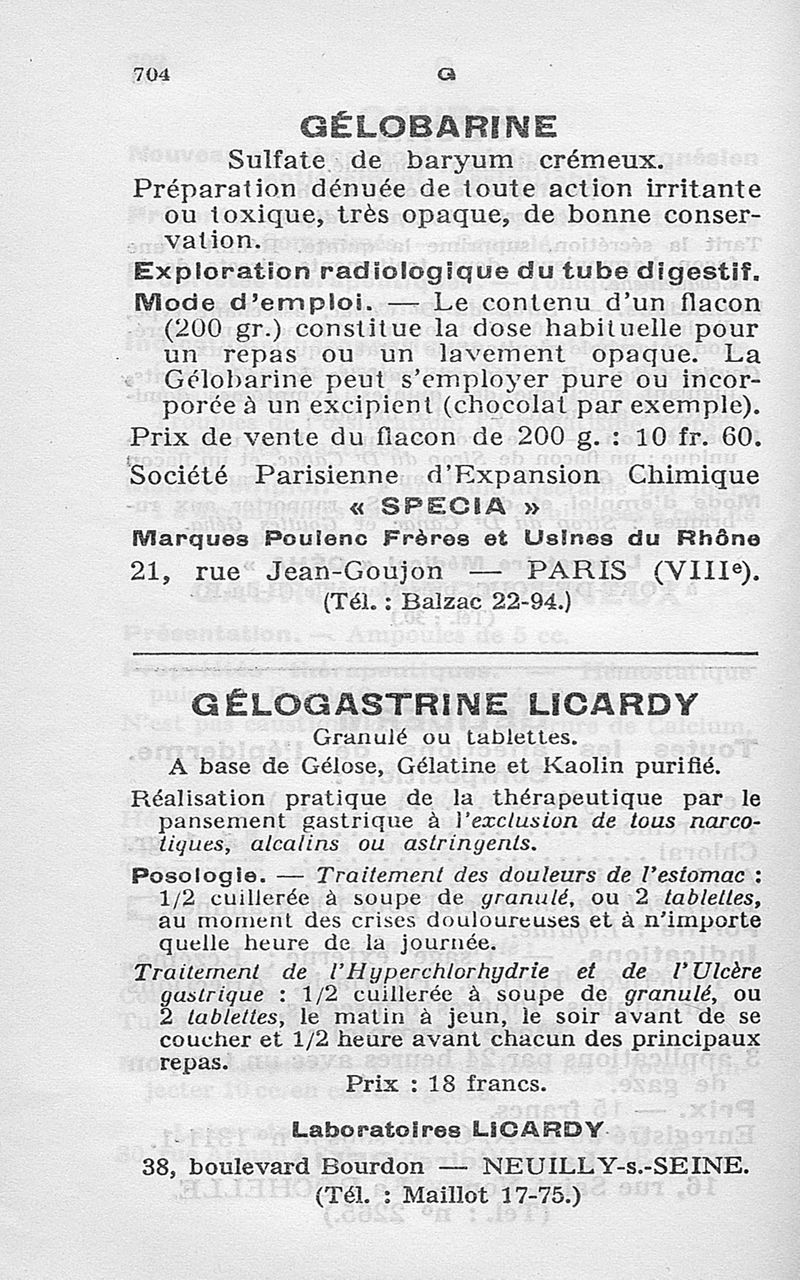 704
G
GÉLOBARINE
Sulfate de baryum crémeux.
Préparation dénuée de toute action irritante
ou toxique, très opaque, de bonne conser-
vation.
Exploration radiologique du tube digestif.
Mode d'emploi. — Le contenu d'un flacon
(200 gr.) constitue la dose habituelle pour
un repas ou un lavement opaque. La
Gélobarine peut s'employer pure ou incor-
porée à un excipient (chocolat par exemple).
Prix de vente du flacon de 200 g. : 10 fr. 60.
Société Parisienne d'Expansion Chimique
« SPECIA »
Marques Poulenc Frères et Usines du Rhône
21, rue Jean-Goujon — PARIS (VIIIe).
(Tél. : Balzac 22-94.)
GÉLOGASTRINE LICARDY
Granulé ou tablettes.
A base de Gélose, Gélatine et Kaolin purifié.
Réalisation pratique de la thérapeutique par le
pansement gastrique à l'exclusion de tous narco-
tiques, alcalins ou astringents.
Posologie. — Traitement des douleurs de l'estomac :
1/2 cuillerée à soupe de granulé, ou 2 tablettes,
au moment des crises douloureuses et à n'importe
quelle heure de la journée.
Traitement de l'Hyperchlorhydrie et de l'Ulcère
gastrique : 1/2 cuillerée à soupe de granulé, ou
2 tablettes, le matin à jeun, le soir avant de se
coucher et 1/2 heure avant chacun des principaux
repas.
Prix : 18 francs.
Laboratoires LICARDY
38, boulevard Bourdon — NEUILLY-s.-SEINE.
(Tél. : Maillot 17-75.)